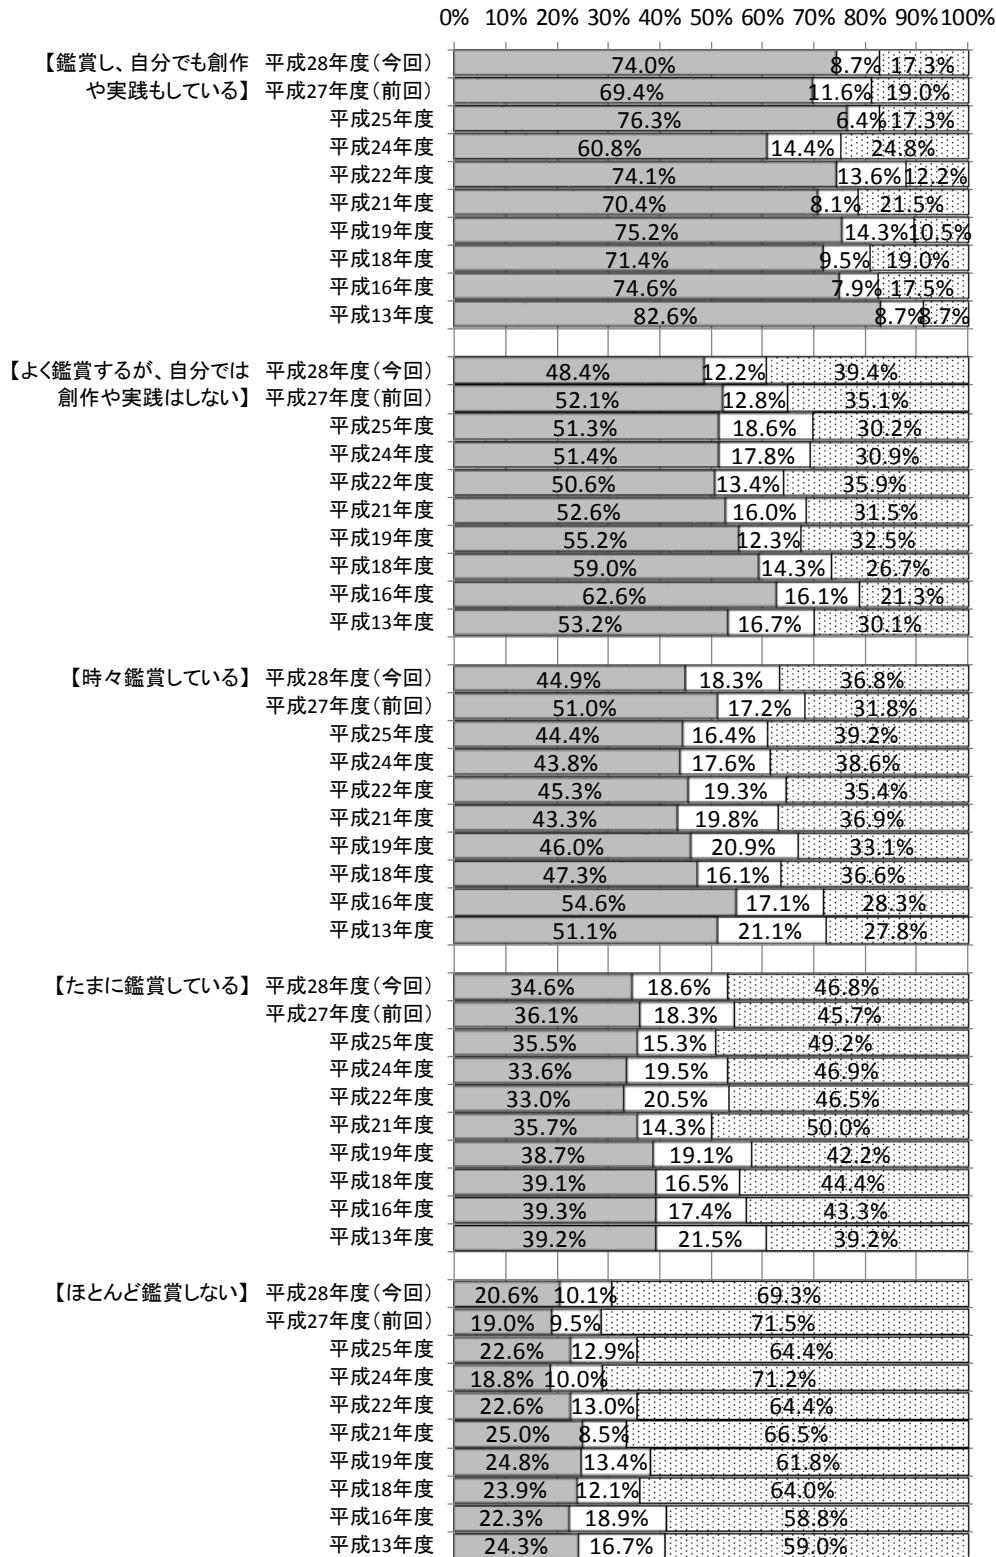 0% 10% 20% 30% 40% 50% 60% 70% 80% 90%100%
【鑑賞し、自分でも創作 平成28年度(今回) 74.0% 8.7% 17.3%
や実践もしている】 平成27年度(前回) 69.4% 11.6% 19.0%
平成25年度 76.3% 6.4% 17.3%
平成24年度 60.8% 14.4% 24.8%
平成22年度 74.1% 13.6% 12.2%
平成21年度 70.4% 8.1% 21.5%
平成19年度 75.2% 14.3% 10.5%
平成18年度 71.4% 9.5% 19.0%
平成16年度 74.6% 7.9% 17.5%
平成13年度 82.6% 8.7% 8.7%
【よく鑑賞するが、自分では 平成28年度(今回) 48.4% 12.2% 39.4%
創作や実践はしない】 平成27年度(前回) 52.1% 12.8% 35.1%
平成25年度 51.3% 18.6% 30.2%
平成24年度 51.4% 17.8% 30.9%
平成22年度 50.6% 13.4% 35.9%
平成21年度 52.6% 16.0% 31.5%
平成19年度 55.2% 12.3% 32.5%
平成18年度 59.0% 14.3% 26.7%
平成16年度 62.6% 16.1% 21.3%
平成13年度 53.2% 16.7% 30.1%
【時々鑑賞している】 平成28年度(今回) 44.9% 18.3% 36.8%
平成27年度(前回) 51.0% 17.2% 31.8%
平成25年度 44.4% 16.4% 39.2%
平成24年度 43.8% 17.6% 38.6%
平成22年度 45.3% 19.3% 35.4%
平成21年度 43.3% 19.8% 36.9%
平成19年度 46.0% 20.9% 33.1%
平成18年度 47.3% 16.1% 36.6%
平成16年度 54.6% 17.1% 28.3%
平成13年度 51.1% 21.1% 27.8%
【たまに鑑賞している】 平成28年度(今回) 34.6% 18.6% 46.8%
平成27年度(前回) 36.1% 18.3% 45.7%
平成25年度 35.5% 15.3% 49.2%
平成24年度 33.6% 19.5% 46.9%
平成22年度 33.0% 20.5% 46.5%
平成21年度 35.7% 14.3% 50.0%
平成19年度 38.7% 19.1% 42.2%
平成18年度 39.1% 16.5% 44.4%
平成16年度 39.3% 17.4% 43.3%
平成13年度 39.2% 21.5% 39.2%
【ほとんど鑑賞しない】 平成28年度(今回) 20.6% 10.1% 69.3%
平成27年度(前回) 19.0% 9.5% 71.5%
平成25年度 22.6% 12.9% 64.4%
平成24年度 18.8% 10.0% 71.2%
平成22年度 22.6% 13.0% 64.4%
平成21年度 25.0% 8.5% 66.5%
平成19年度 24.8% 13.4% 61.8%
平成18年度 23.9% 12.1% 64.0%
平成16年度 22.3% 18.9% 58.8%
平成13年度 24.3% 16.7% 59.0%